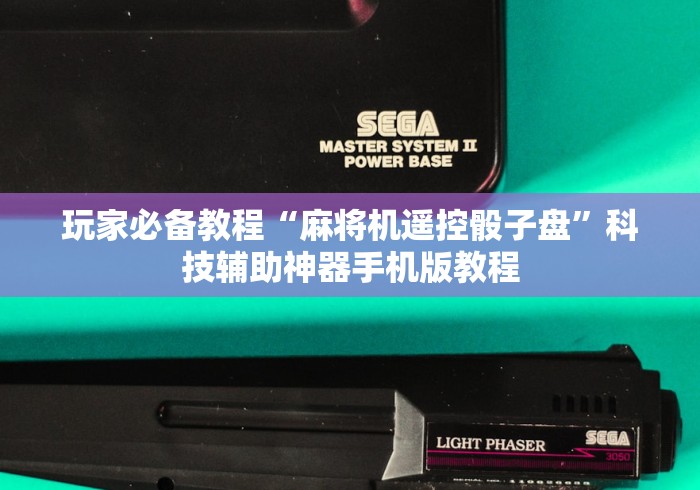 SEGA
MASTER SYSTEM II
POWER BASE
玩家必备教程“麻将机遥控骰子盘”科
技辅助神器手机版教程
LIGHT PHASER
SEGA
3050